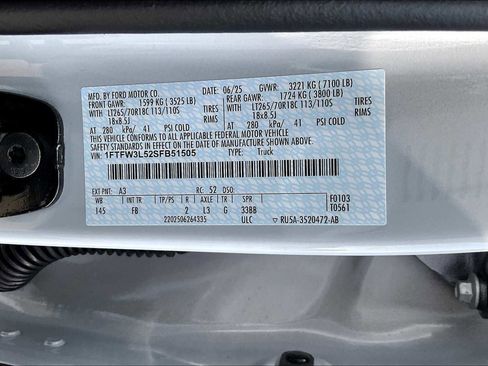 MFD. BY FORD MOTOR CO. DATE: 06/25 GVWR: 3221 KG ( 7100 LB)
FRONT GAWR: 1599 KG ( 3525 LB) REAR GAWR: 1724 KG ( 3800 LB)
LT265/70R18C 113/110S TIRES LT265/70R18C 113/110S TIRES
18x8.5J RIMS 18x8.5J RIMS
AT 280 kPa/ 41 PSI COLD AT 280 kPa/ 41 PSI COLD
THIS VEHICLE CONFORMS TO ALL APPLICABLE FEDERAL MOTOR VEHICLE
SAFETY STANDARDS IN EFFECT ON THE DATE OF MANUFACTURE SHOWN ABOVE.
VIN: 1FTFW3L52SFB51505 TYPE: Truck
EXT PNT: A3 RC: 52 DSO: F0103
WB INT TR TP/PS R AXLE TR SPR T0561
145 FB 2 L3 G 33BB
2202506264335 ULC ▽ RU5A-3520472-AB